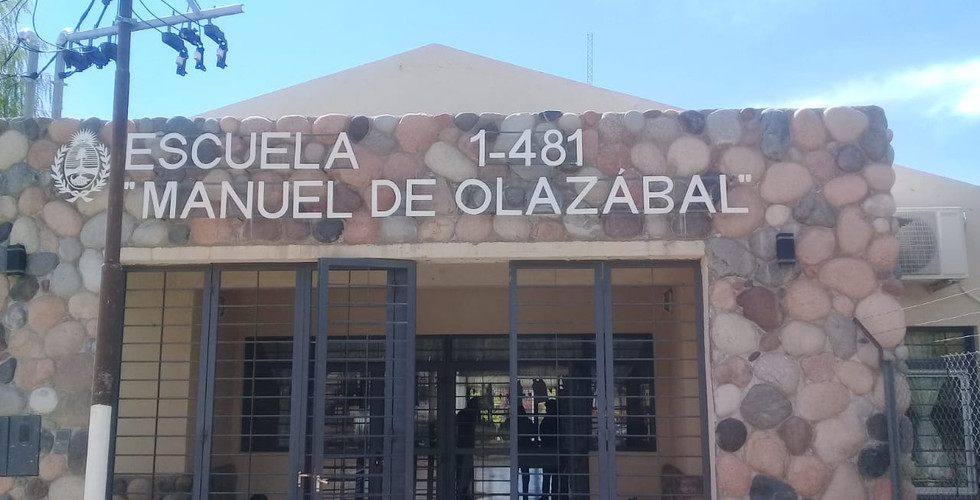 ESCUELA 1-481
"MANUEL DE OLAZÁBAL"